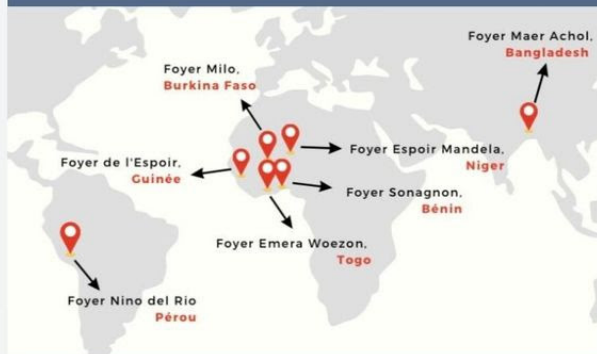 Foyer Maer Achol,
Bangladesh
Foyer Milo,
Burkina Faso
Foyer Espoir Mandela,
Niger
Foyer de l'Espoir,
Guinée
Foyer Sonagnon,
Bénin
Foyer Emera Woezon,
Togo
Foyer Nino del Rio
Pérou